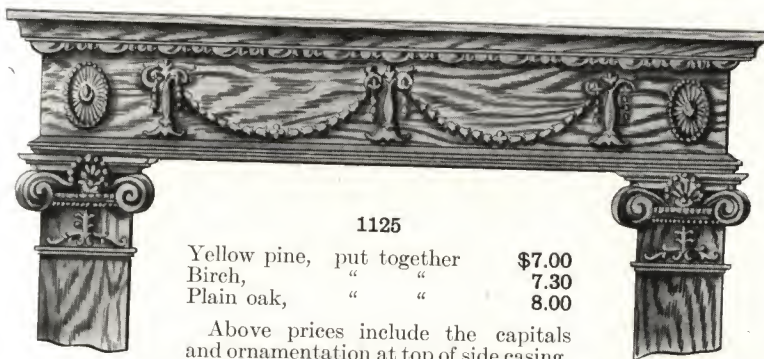 1125
Yellow pine, put together $7.00
Birch, “ “ 7.30
Plain oak, “ “ 8.00
Above prices include the capitals
and ornamentation at top of side casing.